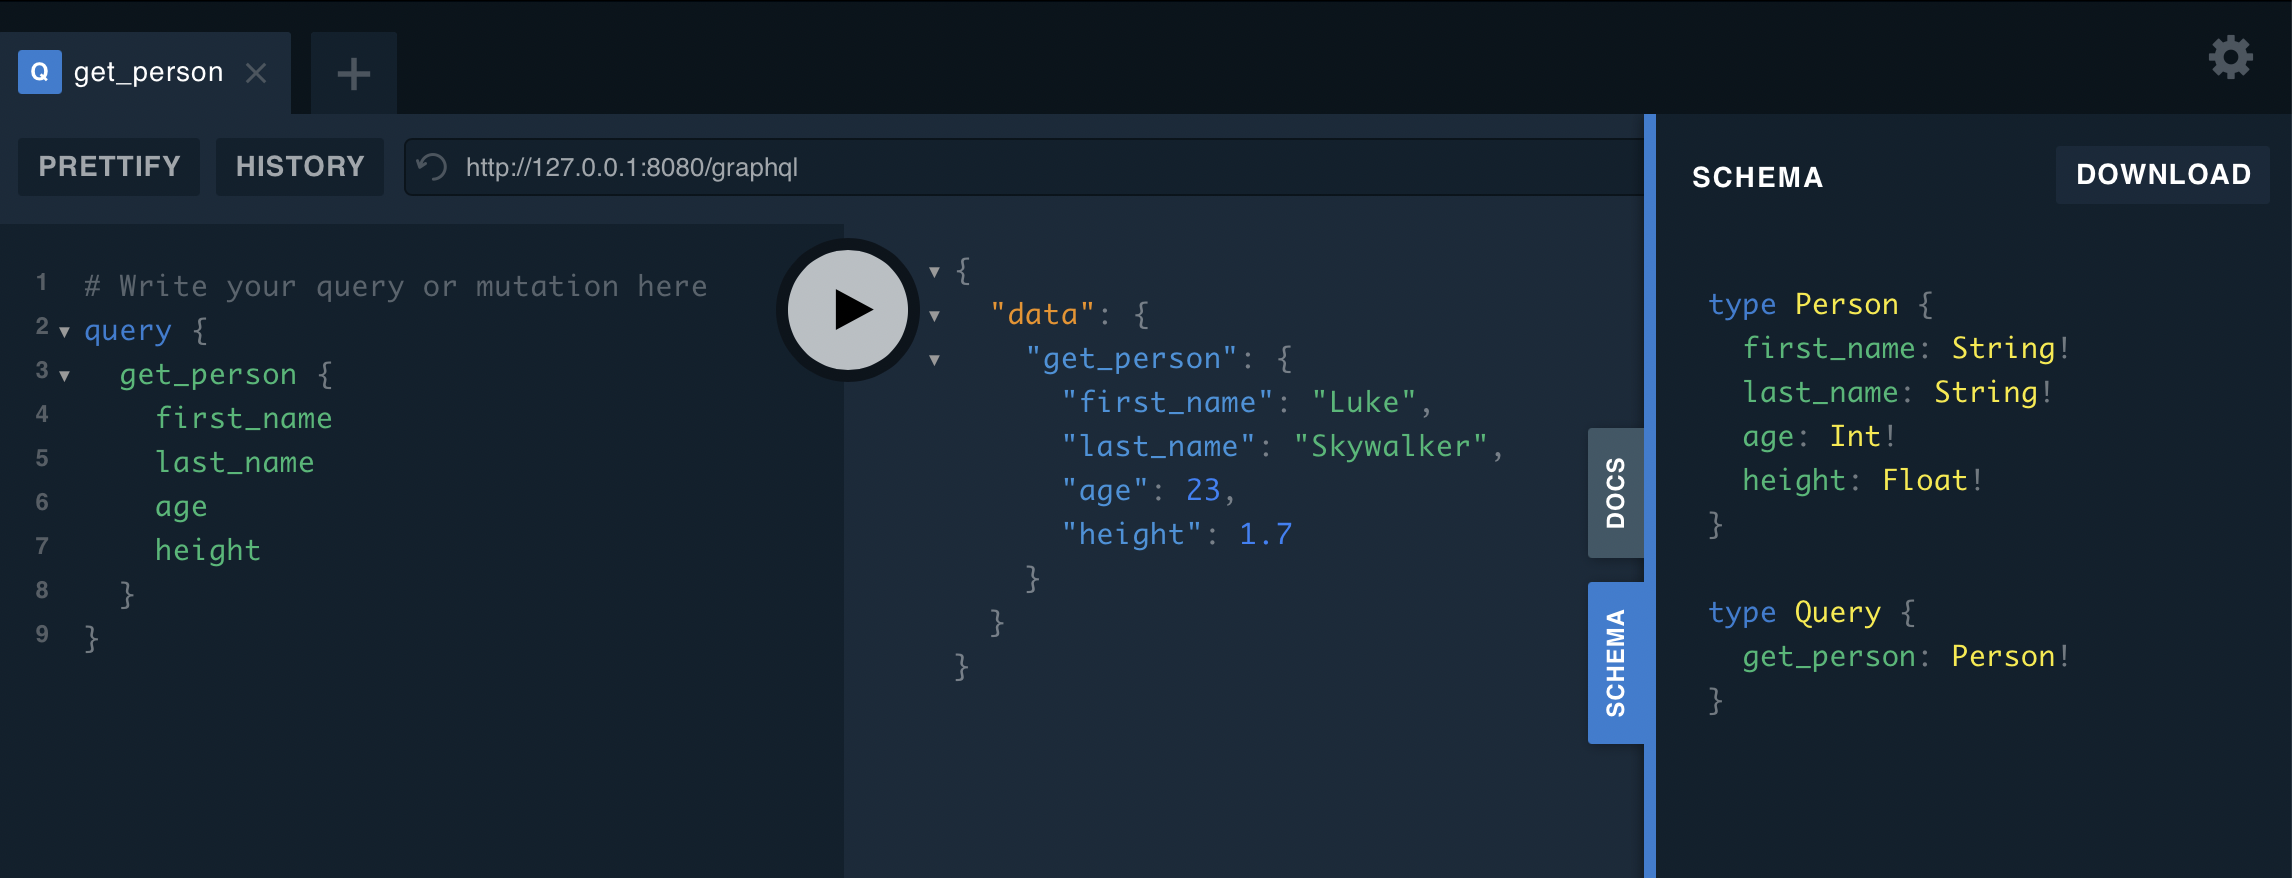 Q get_person
PRETTIFY HISTORY http://127.0.0.1:8080/graphql
1 # Write your query or mutation here
2 query {
3 get_person {
4 first_name
5 last_name
6 age
7 height
8 }
9 }
{
"data": {
"get_person": {
"first_name": "Luke",
"last_name": "Skywalker",
"age": 23,
"height": 1.7
}
}
}
DOCS
SCHEMA
SCHEMA DOWNLOAD
type Person {
first_name: String!
last_name: String!
age: Int!
height: Float!
}
type Query {
get_person: Person!
}